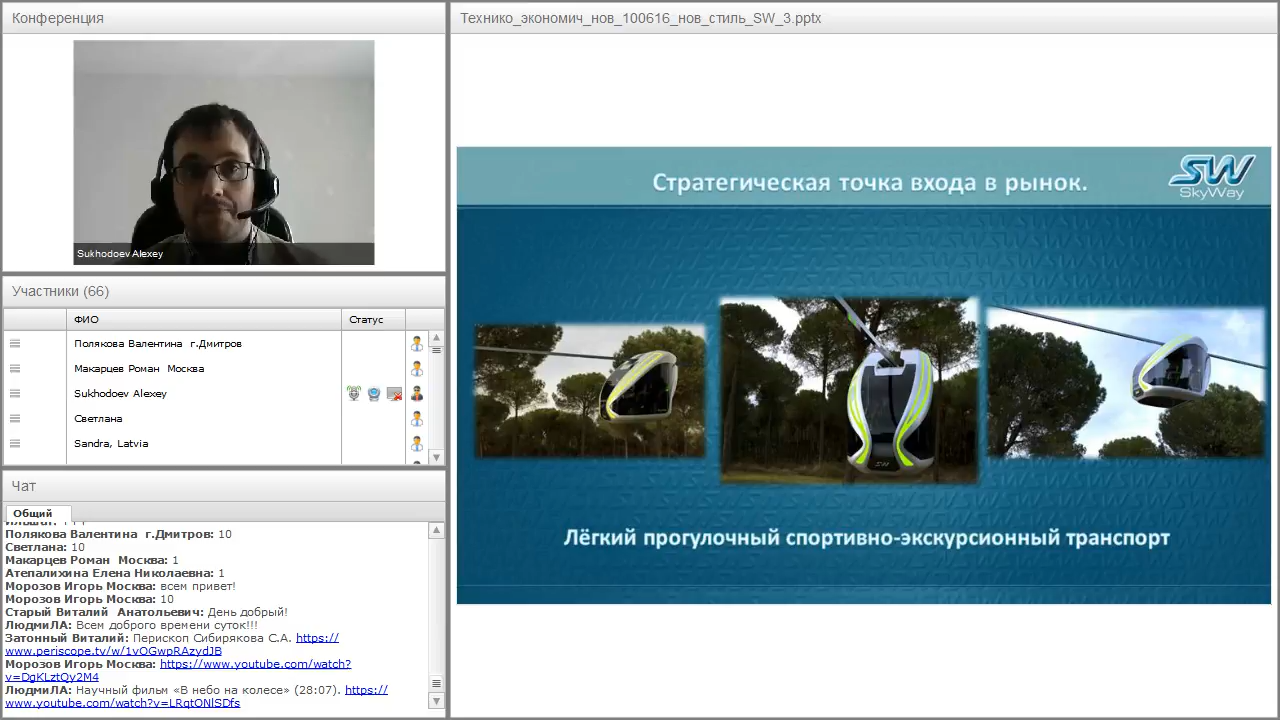 Конференция
Sukhodoev Alexey
Участники (66)
ФИО
Статус
Полякова Валентина г.Дмитров
Макарцев Роман Москва
Sukhodoev Alexey
Светлана
Sandra, Latvia
Чат
Общий
Полякова Валентина г.Дмитров: 10
Светлана: 10
Макарцев Роман Москва: 1
Атепалихина Елена Николаевна: 1
Морозов Игорь Москва: всем привет!
Морозов Игорь Москва: 10
Старый Виталий Анатольевич: День добрый!
ЛюдмиЛА: Всем доброго времени суток!!!
Затонный Виталий: Перископ Сибирякова С.А. https://
www.periscope.tv/w/1vOGwpRAzydJB
Морозов Игорь Москва: https://www.youtube.com/watch?
v=DgKLztQy2M4
ЛюдмиЛА: Научный фильм «В небо на колесе» (28:07). https://
www.youtube.com/watch?v=LRqtONlSDfs
Технико_экономич_нов_100616_нов_стиль_SW_3.pptx
Стратегическая точка входа в рынок.
SW
SkyWay
SW
Лёгкий прогулочный спортивно-экскурсионный транспорт